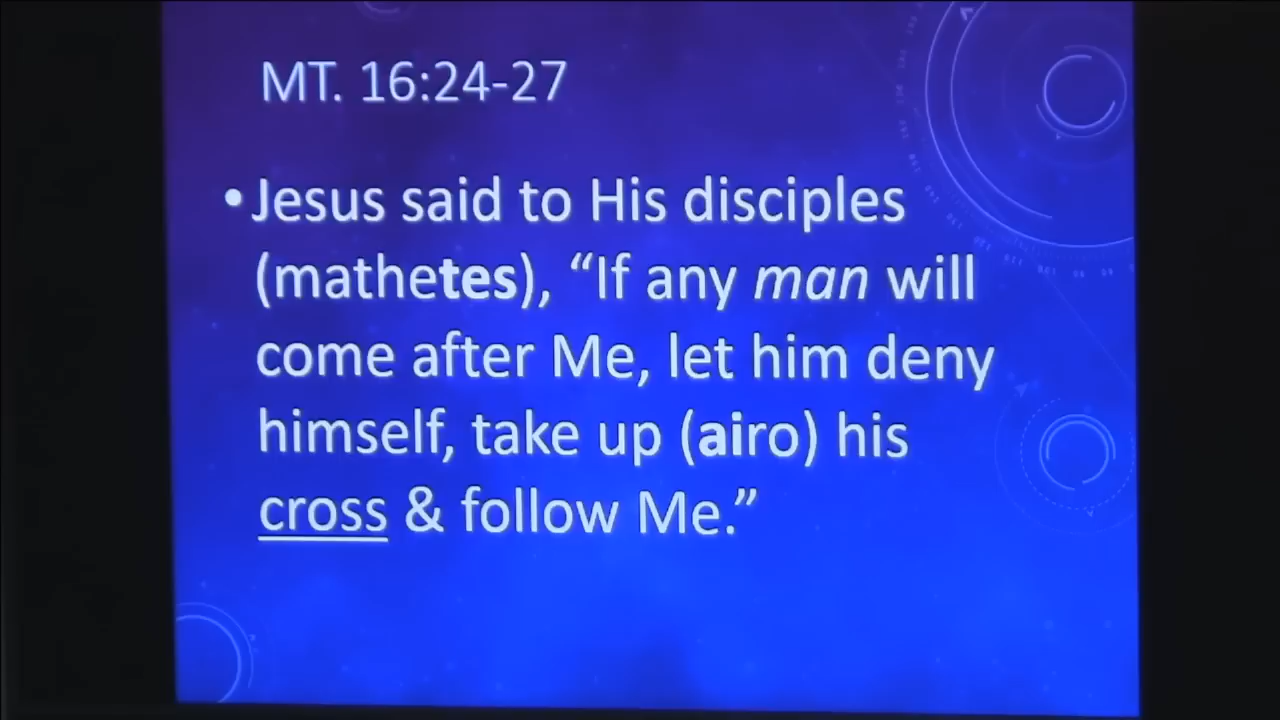 MT. 16:24-27
• Jesus said to His disciples
(mathetes), “If any man will
come after Me, let him deny
himself, take up (airo) his
cross & follow Me.”